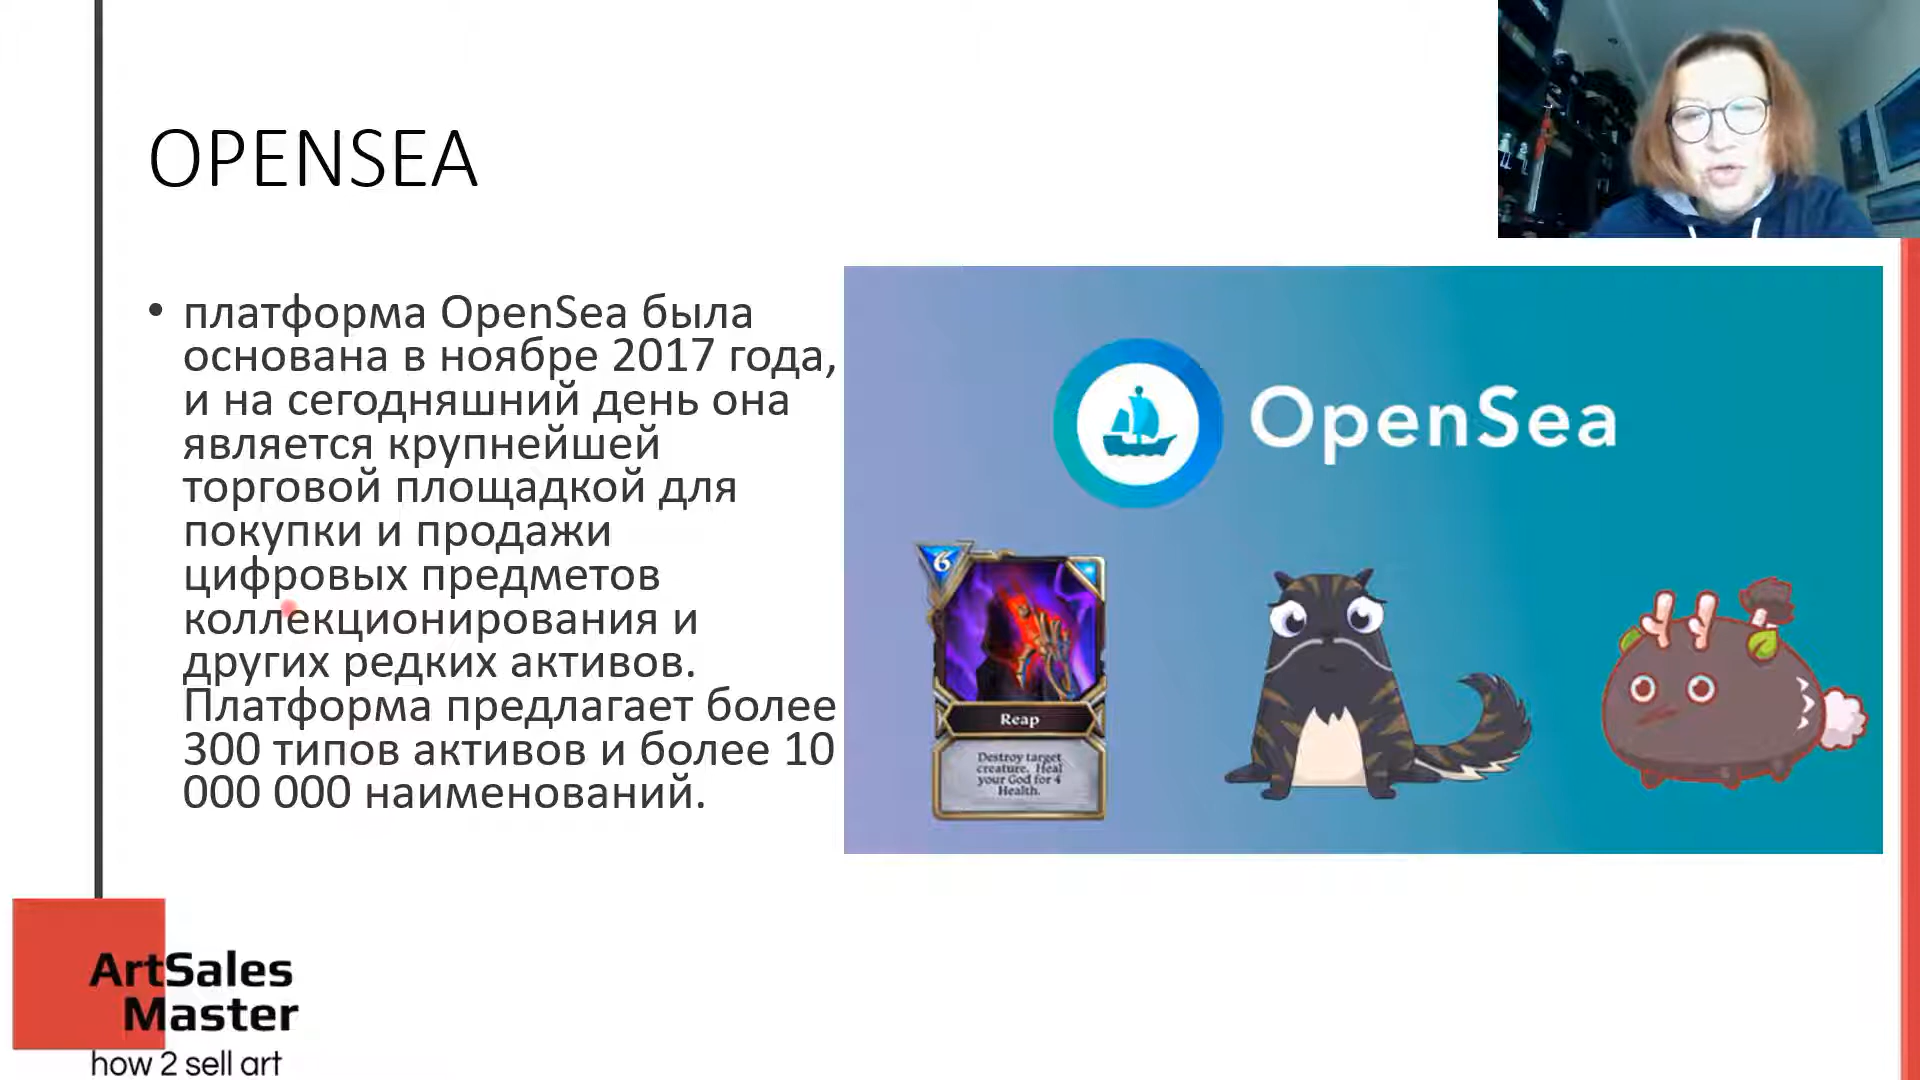 OPENSEA
• платформа OpenSea была
основана в ноябре 2017 года,
и на сегодняшний день она
является крупнейшей
торговой площадкой для
покупки и продажи
цифровых предметов
коллекционирования и
других редких активов.
Платформа предлагает более
300 типов активов и более 10
000 000 наименований.
OpenSea
6
Reap
Destroy target
creature. Heal
your God for 4
Health.
ArtSales
Master
how 2 sell art